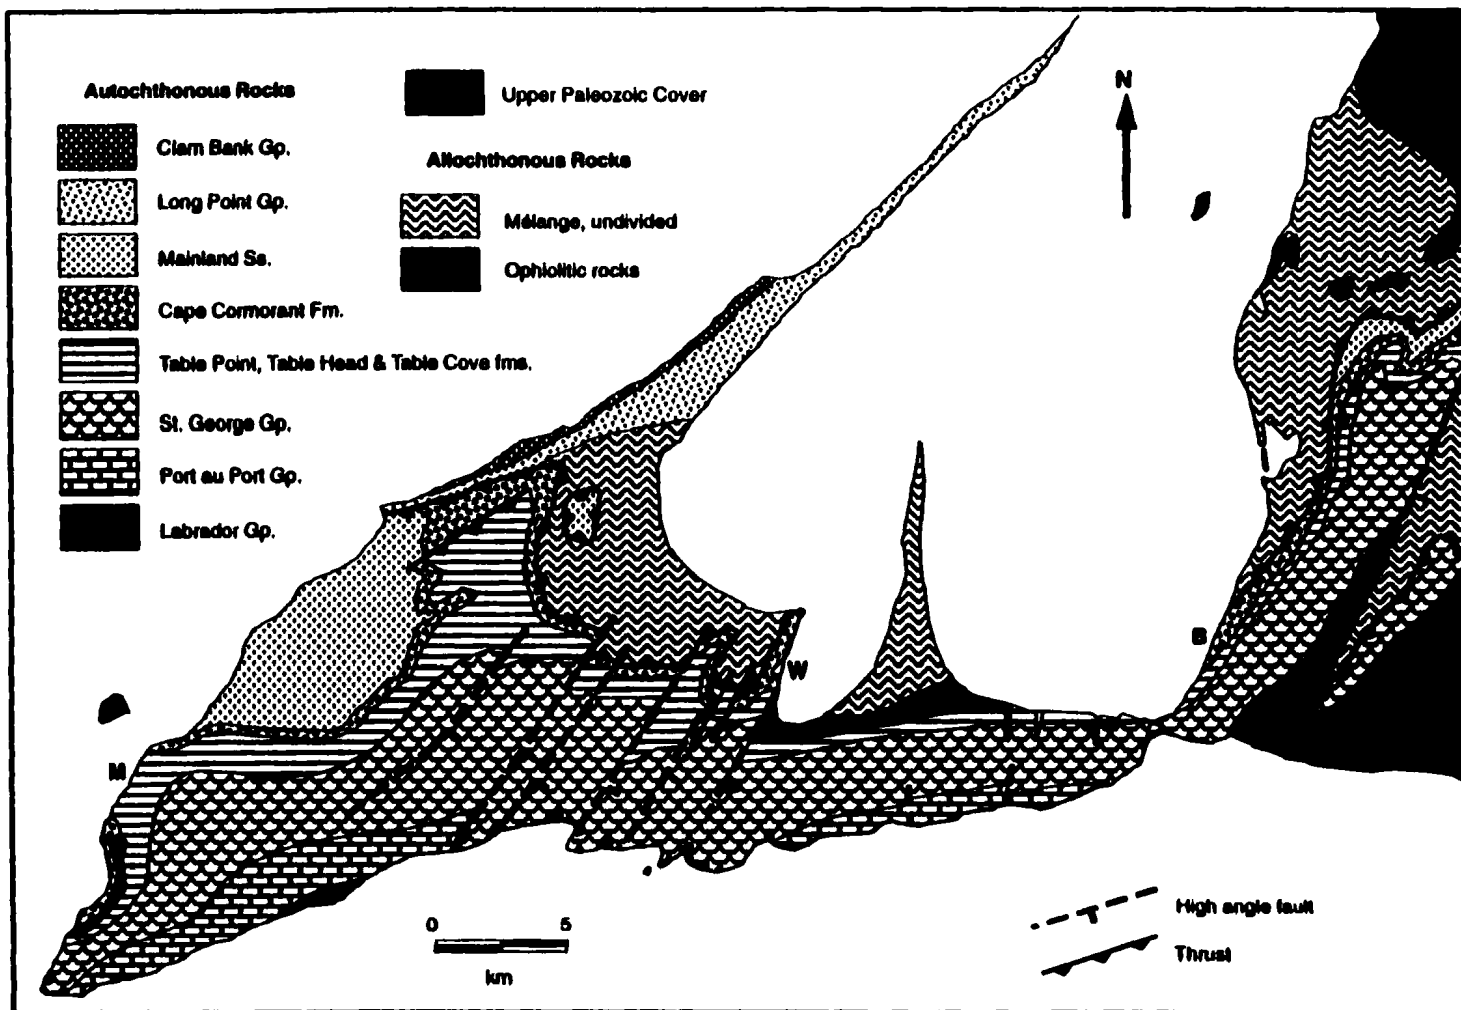 Autochthonous Rocks
Clam Bank Gp.
Long Point Gp.
Mainland Ss.
Cape Cormorant Fm.
Table Point, Table Head & Table Cove fms.
St. George Gp.
Port au Port Gp.
Labrador Gp.
Upper Paleozoic Cover
Allochthonous Rocks
Mélange, undivided
Ophiolitic rocks
N
B
W
M
0 5
km
High angle fault
Thrust